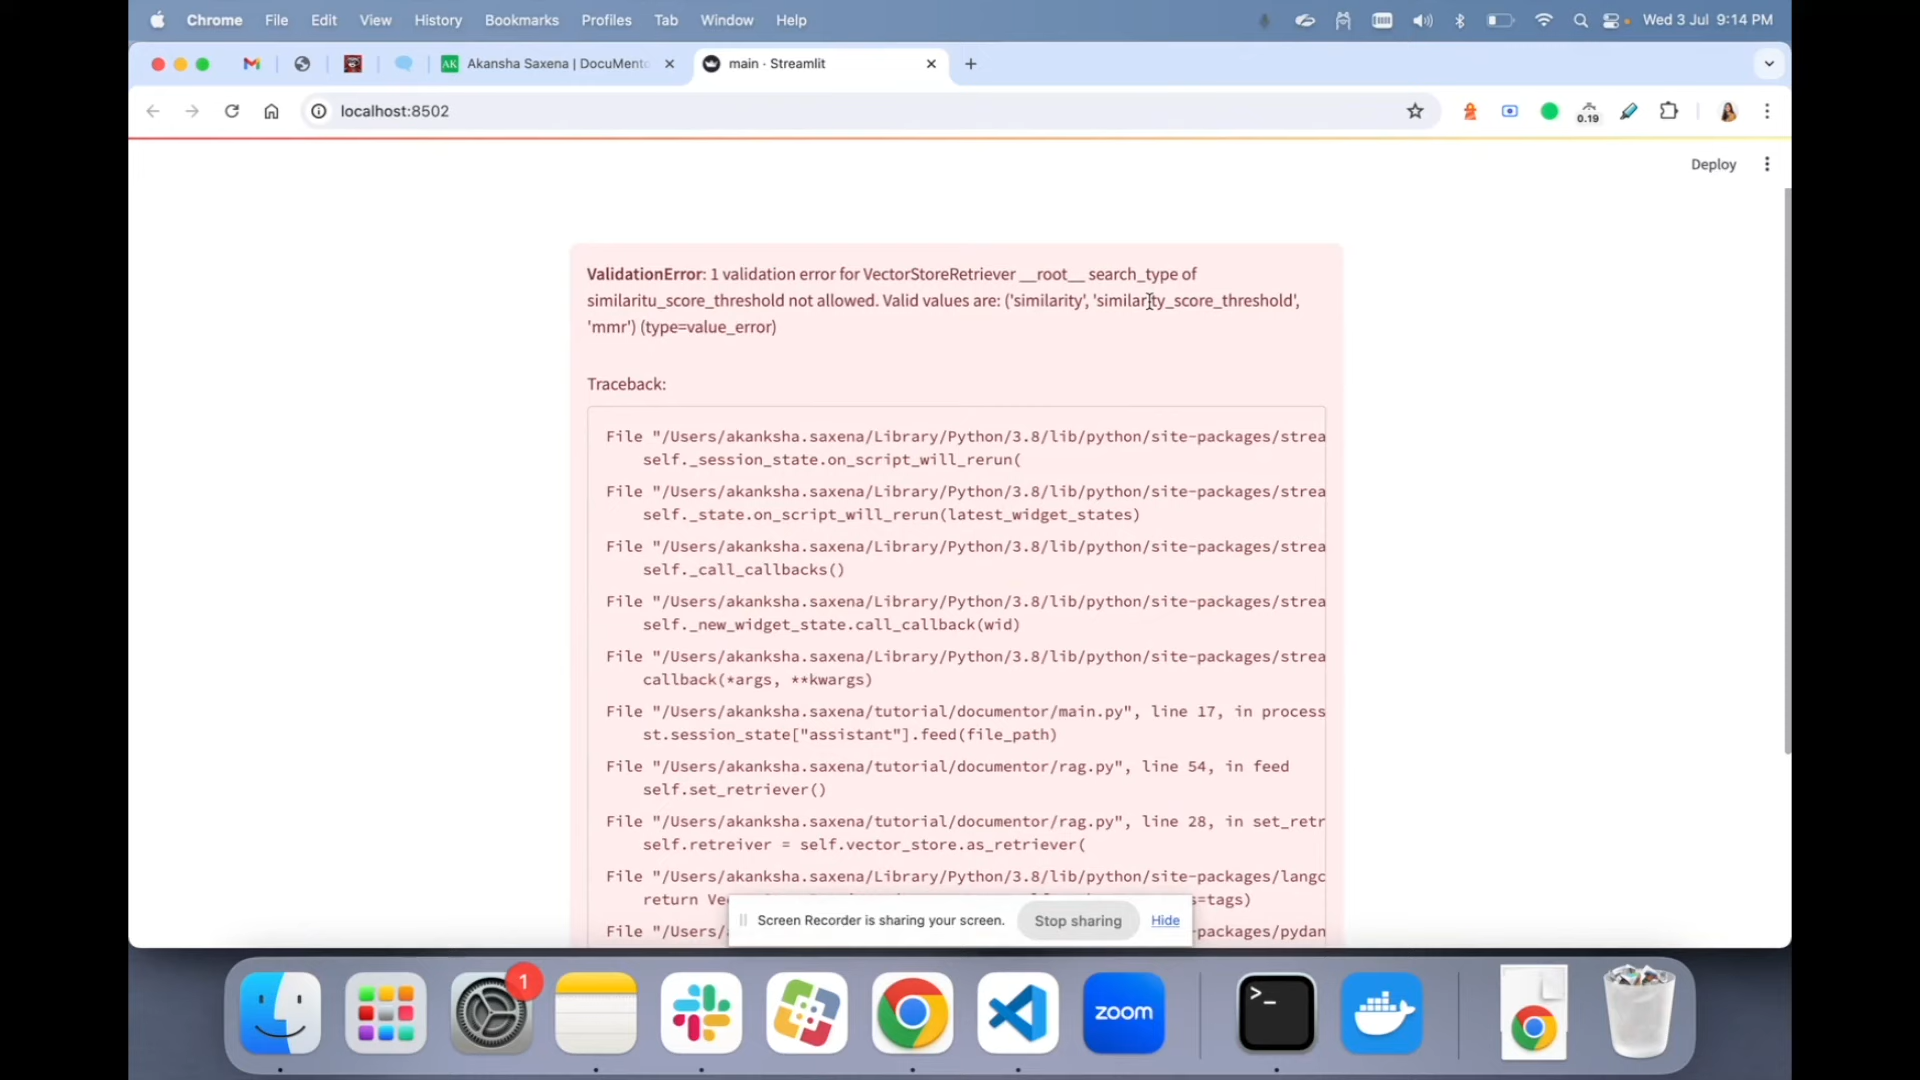 Chrome File Edit View History Bookmarks Profiles Tab Window Help Wed 3 Jul 9:14 PM
AK Akansha Saxena | DocuMento main · Streamlit
localhost:8502 0.19
Deploy
ValidationError: 1 validation error for VectorStoreRetriever __root__ search_type of
similaritu_score_threshold not allowed. Valid values are: ('similarity', 'similarity_score_threshold',
'mmr') (type=value_error)
Traceback:
File "/Users/akanksha.saxena/Library/Python/3.8/lib/python/site-packages/strea
self._session_state.on_script_will_rerun(
File "/Users/akanksha.saxena/Library/Python/3.8/lib/python/site-packages/strea
self._state.on_script_will_rerun(latest_widget_states)
File "/Users/akanksha.saxena/Library/Python/3.8/lib/python/site-packages/strea
self._call_callbacks()
File "/Users/akanksha.saxena/Library/Python/3.8/lib/python/site-packages/strea
self._new_widget_state.call_callback(wid)
File "/Users/akanksha.saxena/Library/Python/3.8/lib/python/site-packages/strea
callback(*args, **kwargs)
File "/Users/akanksha.saxena/tutorial/documentor/main.py", line 17, in process
st.session_state["assistant"].feed(file_path)
File "/Users/akanksha.saxena/tutorial/documentor/rag.py", line 54, in feed
self.set_retriever()
File "/Users/akanksha.saxena/tutorial/documentor/rag.py", line 28, in set_retr
self.retreiver = self.vector_store.as_retriever(
File "/Users/akanksha.saxena/Library/Python/3.8/lib/python/site-packages/langc
return Vec s=tags)
File "/Users/a -packages/pydan
Screen Recorder is sharing your screen. Stop sharing Hide
1
zoom
>_